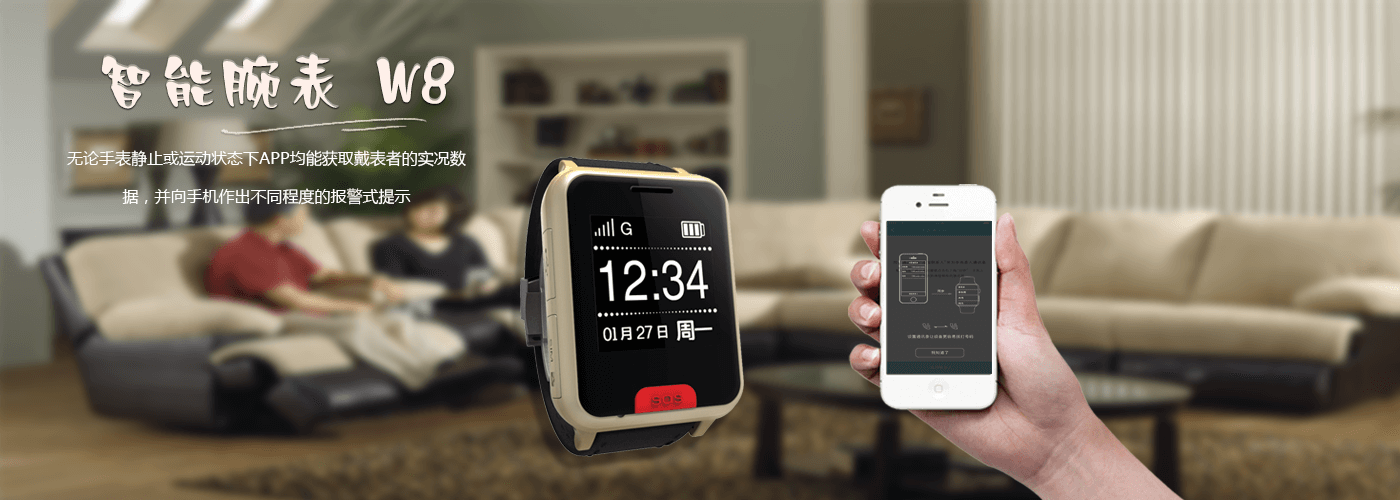 智能腕表 W8
无论手表静止或运动状态下APP均能获取戴表者的实况数
据，并向手机作出不同程度的报警式提示
G
12:34
01月27日 周一
SOS